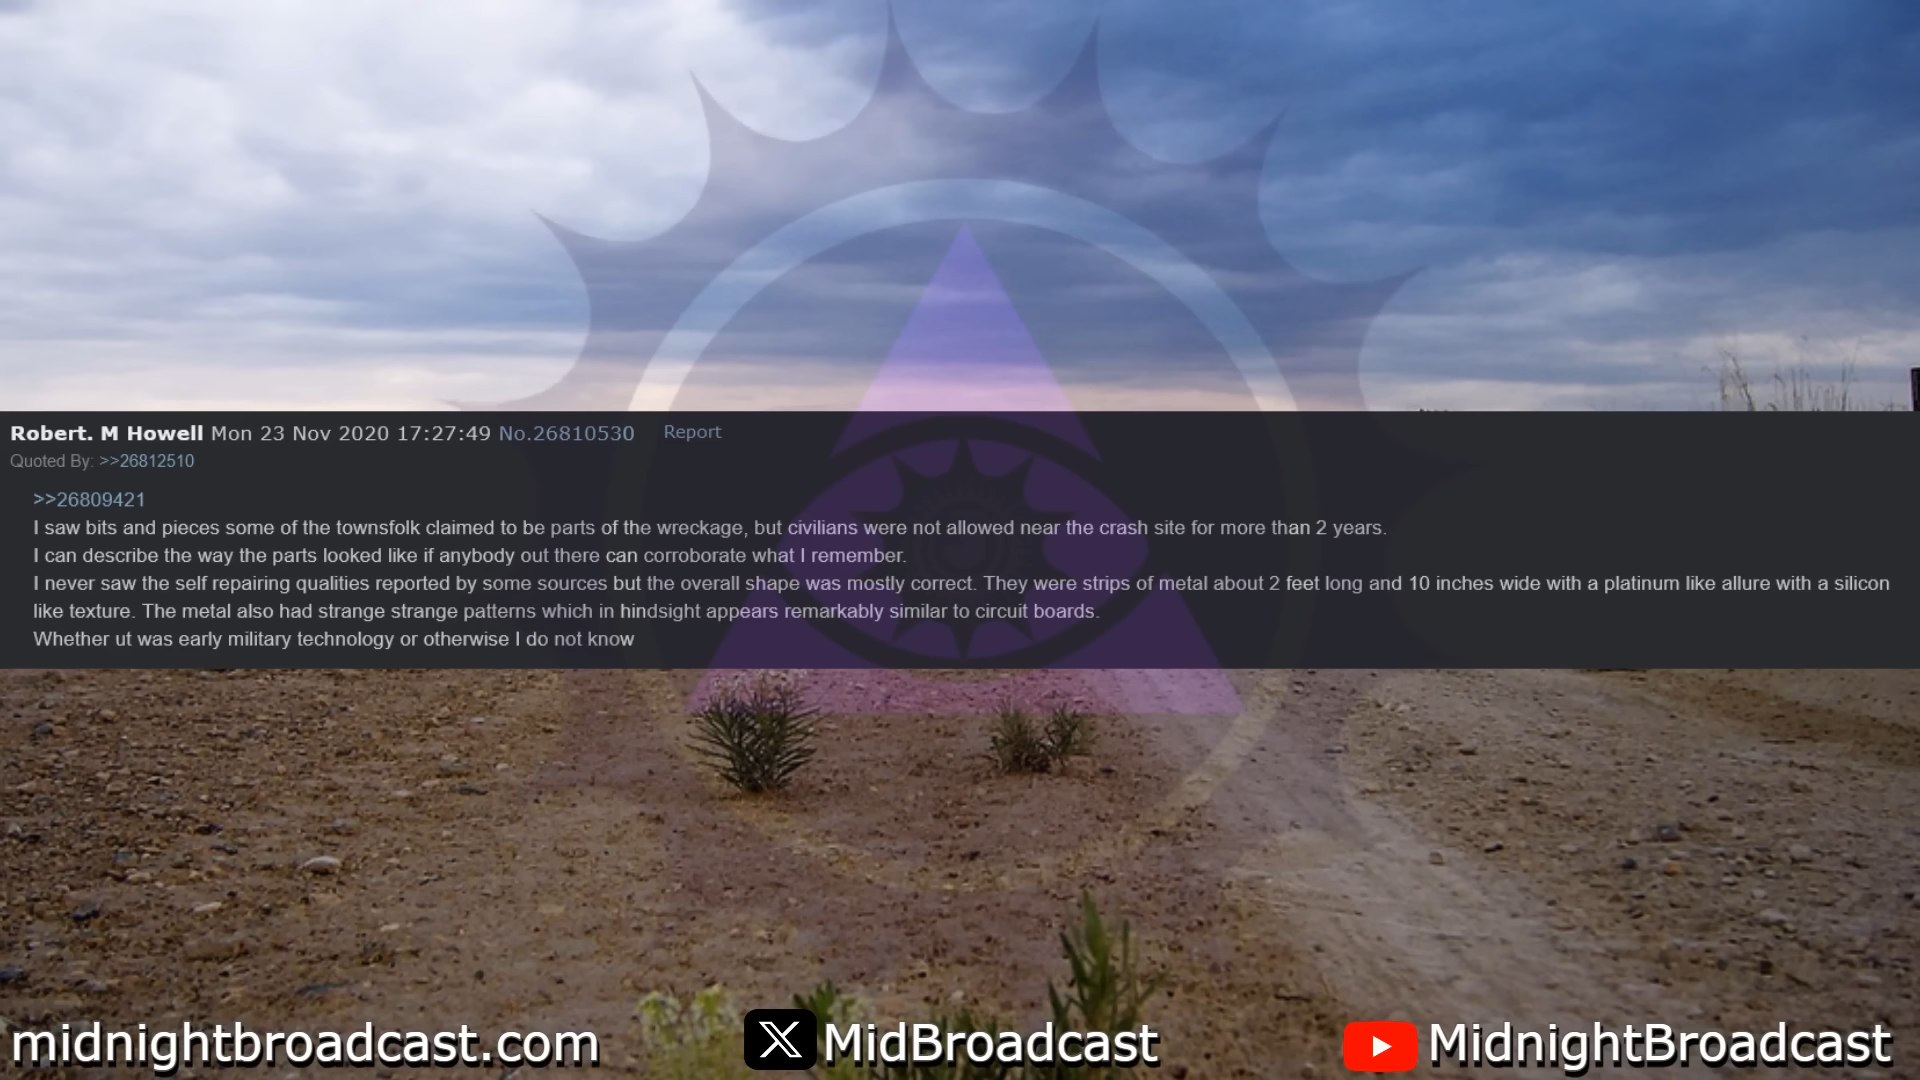 Robert. M Howell Mon 23 Nov 2020 17:27:49 No.26810530 Report
Quoted By: >>26812510
>>26809421
I saw bits and pieces some of the townsfolk claimed to be parts of the wreckage, but civilians were not allowed near the crash site for more than 2 years.
I can describe the way the parts looked like if anybody out there can corroborate what I remember.
I never saw the self repairing qualities reported by some sources but the overall shape was mostly correct. They were strips of metal about 2 feet long and 10 inches wide with a platinum like allure with a silicon
like texture. The metal also had strange strange patterns which in hindsight appears remarkably similar to circuit boards.
Whether ut was early military technology or otherwise I do not know
midnightbroadcast.com MidBroadcast MidnightBroadcast